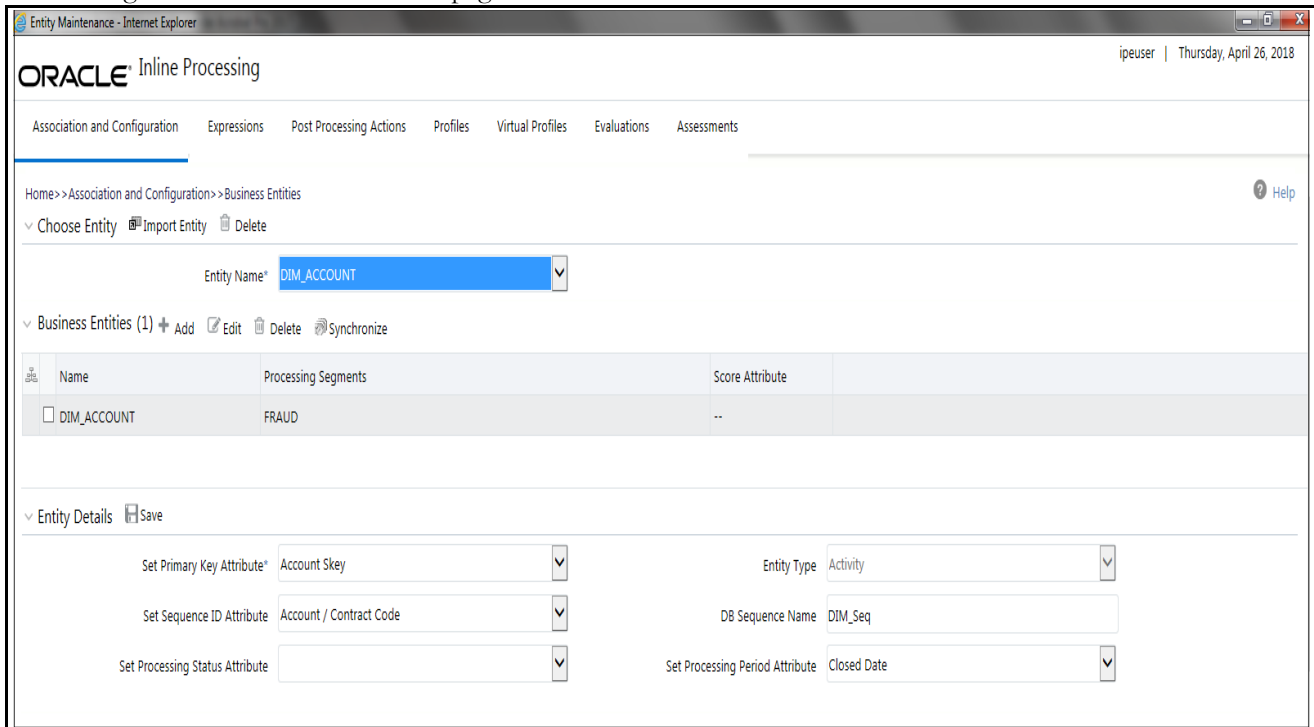 Entity Maintenance - Internet Explorer
ipeuser | Thursday, April 26, 2018
ORACLE® Inline Processing
Association and Configuration Expressions Post Processing Actions Profiles Virtual Profiles Evaluations Assessments
Home>>Association and Configuration>>Business Entities Help
Choose Entity Import Entity Delete
Entity Name* DIM_ACCOUNT
Business Entities (1) Add Edit Delete Synchronize
Name Processing Segments Score Attribute
DIM_ACCOUNT FRAUD --
Entity Details Save
Set Primary Key Attribute* Account Skey Entity Type Activity
Set Sequence ID Attribute Account / Contract Code DB Sequence Name DIM_Seq
Set Processing Status Attribute Set Processing Period Attribute Closed Date